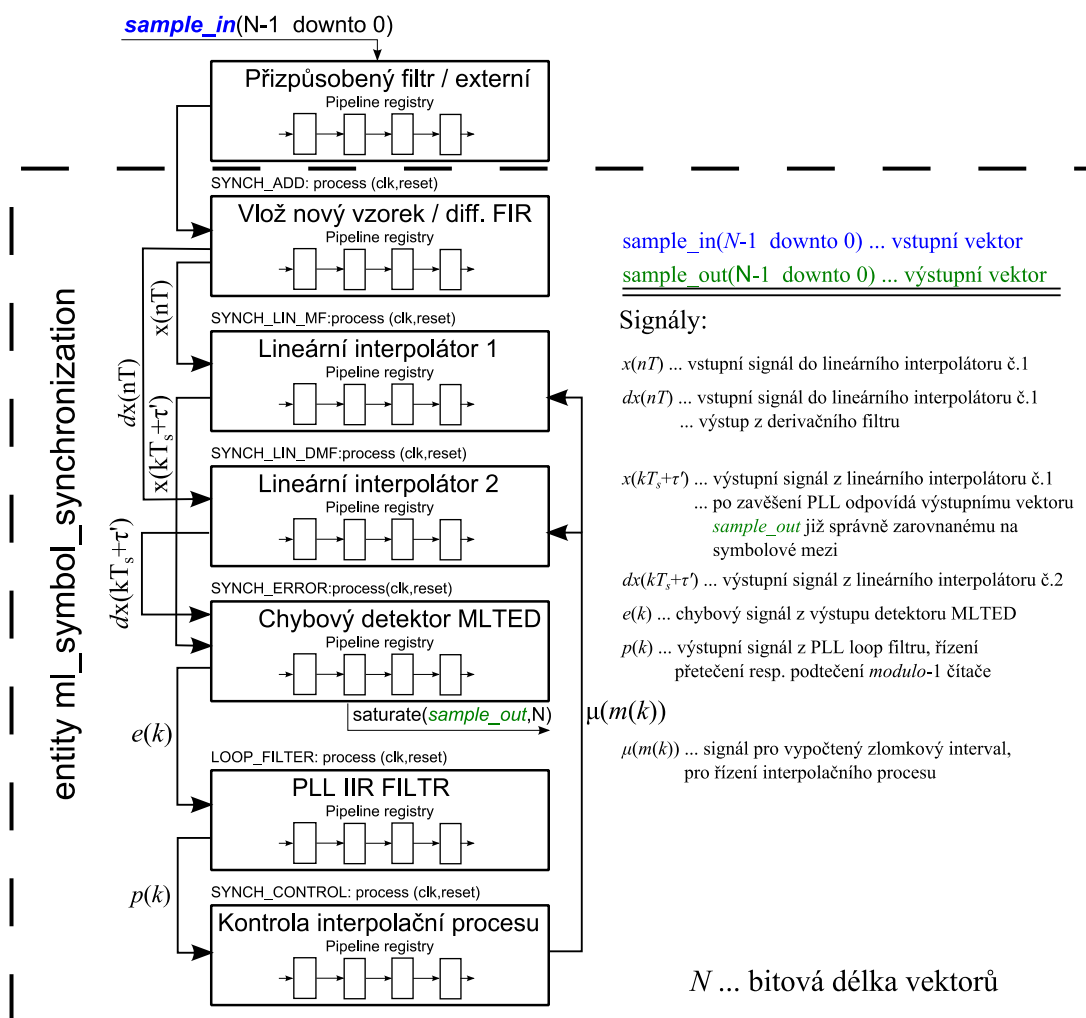 sample_in(N-1 downto 0)
Přizpůsobený filtr / externí
Pipeline registry
SYNCH_ADD: process (clk,reset)
Vlož nový vzorek / diff. FIR
Pipeline registry
x(nT)
dx(nT)
SYNCH_LIN_MF:process (clk,reset)
Lineární interpolátor 1
Pipeline registry
x(kTs+τ')
SYNCH_LIN_DMF:process (clk,reset)
Lineární interpolátor 2
Pipeline registry
dx(kTs+τ')
SYNCH_ERROR:process(clk,reset)
Chybový detektor MLTED
Pipeline registry
saturate(sample_out,N)
μ(m(k))
e(k)
LOOP_FILTER: process (clk,reset)
PLL IIR FILTR
Pipeline registry
p(k)
SYNCH_CONTROL: process (clk,reset)
Kontrola interpolační procesu
Pipeline registry
entity ml_symbol_synchronization
sample_in(N-1 downto 0) ... vstupní vektor
sample_out(N-1 downto 0) ... výstupní vektor
Signály:
x(nT) ... vstupní signál do lineárního interpolátoru č.1
dx(nT) ... vstupní signál do lineárního interpolátoru č.1
... výstup z derivačního filtru
x(kTs+τ') ... výstupní signál z lineárního interpolátoru č.1
... po zavěšení PLL odpovídá výstupnímu vektoru
sample_out již správně zarovnanému na
symbolové mezi
dx(kTs+τ') ... výstupní signál z lineárního interpolátoru č.2
e(k) ... chybový signál z výstupu detektoru MLTED
p(k) ... výstupní signál z PLL loop filtru, řízení
přetečení resp. podtečení modulo-1 čítače
μ(m(k)) ... signál pro vypočtený zlomkový interval,
pro řízení interpolačního procesu
N ... bitová délka vektorů